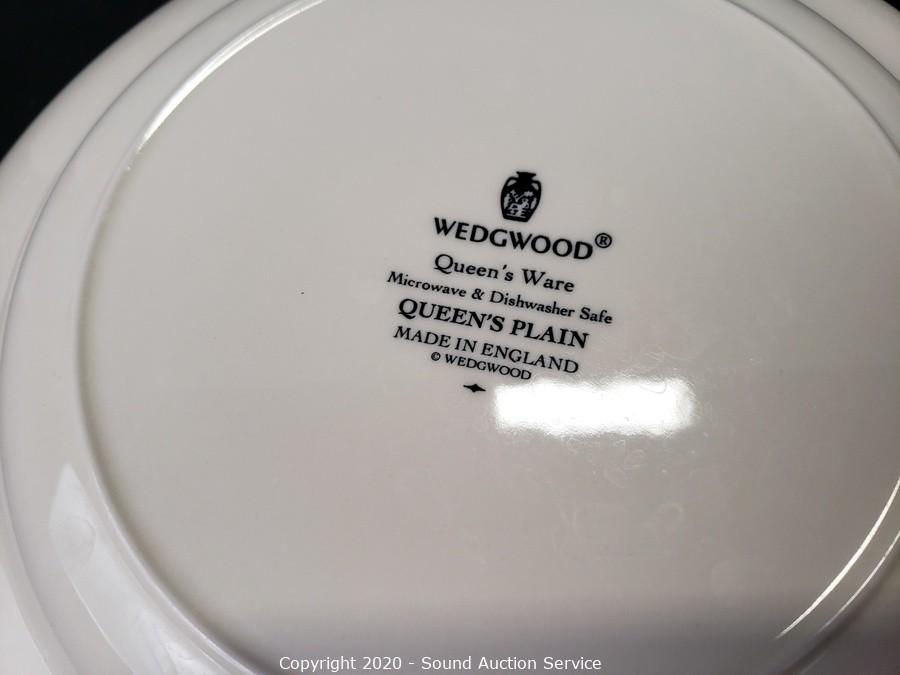 WEDGWOOD®
Queen's Ware
Microwave & Dishwasher Safe
QUEEN'S PLAIN
MADE IN ENGLAND
© WEDGWOOD
Copyright 2020 - Sound Auction Service